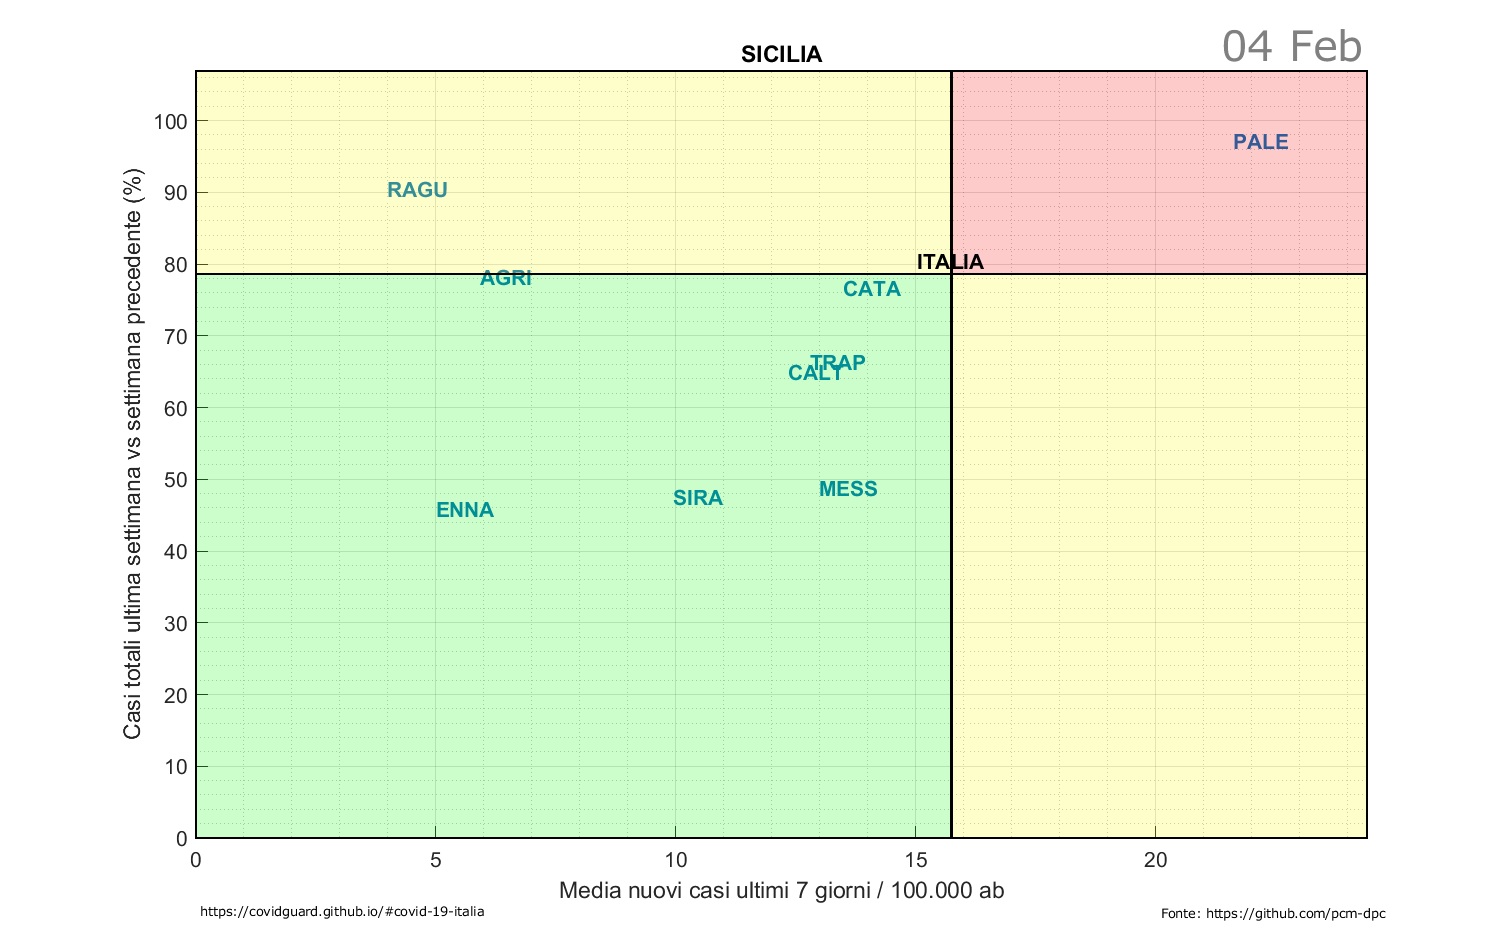 04 Feb
SICILIA
100
90
80
70
60
50
40
30
20
10
0
Casi totali ultima settimana vs settimana precedente (%)
PALE
RAGU
ITALIA
AGRI
CATA
TRAP
CALT
MESS
SIRA
ENNA
0 5 10 15 20
Media nuovi casi ultimi 7 giorni / 100.000 ab
https://covidguard.github.io/#covid-19-italia
Fonte: https://github.com/pcm-dpc